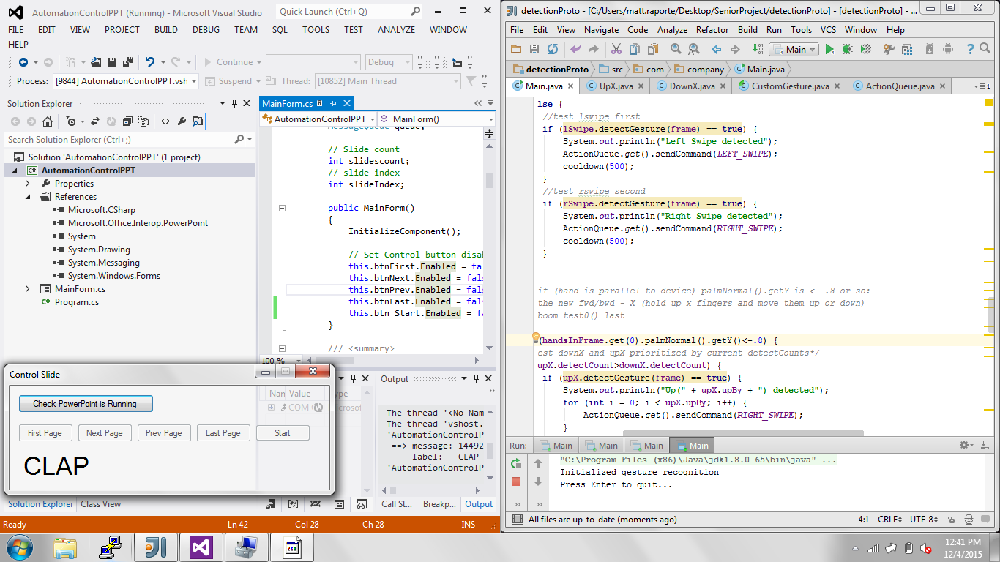 AutomationControlPPT (Running) - Microsoft Visual Studio
Quick Launch (Ctrl+Q)
FILE EDIT VIEW PROJECT BUILD DEBUG TEAM SQL TOOLS TEST ANALYZE WINDOW
HELP
Continue Debug
Process: [9844] AutomationControlPPT.vsh Suspend Thread: [10852] Main Thread
Solution Explorer
Search Solution Explorer (Ctrl+;)
Solution 'AutomationControlPPT' (1 project)
C# AutomationControlPPT
Properties
References
Microsoft.CSharp
Microsoft.Office.Interop.PowerPoint
System
System.Drawing
System.Messaging
System.Windows.Forms
MainForm.cs
C# Program.cs
MainForm.cs
AutomationControlPPT MainForm()
MessageQueue queue;
// Slide count
int slidescount;
// slide index
int slideIndex;
public MainForm()
{
InitializeComponent();
// Set Control button disab
this.btnFirst.Enabled = fal
this.btnNext.Enabled = fals
this.btnPrev.Enabled = fals
this.btnLast.Enabled = fals
this.btn_Start.Enabled = fa
}
/// <summary>
100 %
Control Slide
Check PowerPoint is Running
First Page Next Page Prev Page Last Page Start
CLAP
Nan Value Type
COM Microsof
Output
The thread '<No Nam
The thread 'vshost.
'AutomationControlP
==> message: 14492
label: CLAP
'AutomationControlP
Solution Explorer Class View
Call St... Breakp... Output
Ready Ln 42 Col 28 Ch 28 INS
detectionProto - [C:/Users/matt.raporte/Desktop/SeniorProject/detectionProto] - [detectionProto] - ...
File Edit View Navigate Code Analyze Refactor Build Run Tools VCS Window Help
Main
detectionProto src com company Main.java
Main.java UpX.java DownX.java CustomGesture.java ActionQueue.java
lse {
//test lswipe first
if (lSwipe.detectGesture(frame) == true) {
System.out.println("Left Swipe detected");
ActionQueue.get().sendCommand(LEFT_SWIPE);
cooldown(500);
}
//test rswipe second
if (rSwipe.detectGesture(frame) == true) {
System.out.println("Right Swipe detected");
ActionQueue.get().sendCommand(RIGHT_SWIPE);
cooldown(500);
}
if (hand is parallel to device) palmNormal().getY is < -.8 or so:
the new fwd/bwd - X (hold up x fingers and move them up or down)
boom test0() last
(handsInFrame.get(0).palmNormal().getY()<-.8) {
est downX and upX prioritized by current detectCounts*/
upX.detectCount>downX.detectCount) {
if (upX.detectGesture(frame) == true) {
System.out.println("Up(" + upX.upBy + ") detected");
for (int i = 0; i < upX.upBy; i++) {
ActionQueue.get().sendCommand(RIGHT_SWIPE);
}
Run: Main Main Main Main
"C:\Program Files (x86)\Java\jdk1.8.0_65\bin\java" ...
Initialized gesture recognition
Press Enter to quit...
All files are up-to-date (moments ago) 4:1 CRLF UTF-8
12:41 PM
12/4/2015